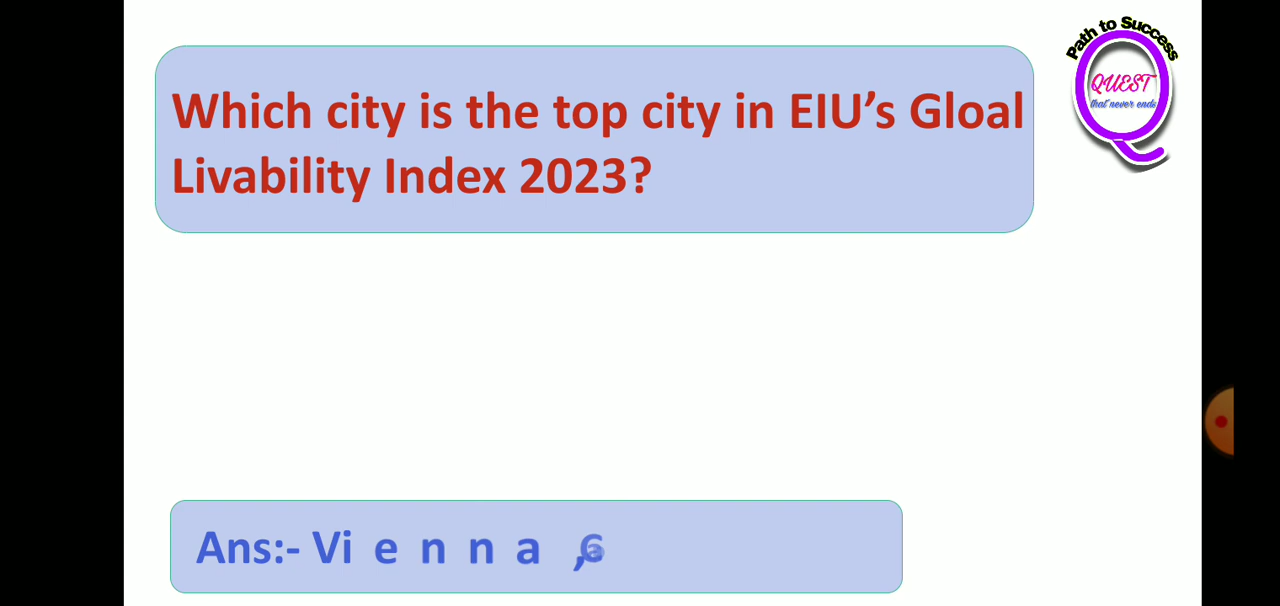 Path to Success
QUEST
that never ends
Which city is the top city in EIU’s Gloal
Livability Index 2023?
Ans:- Vienna,